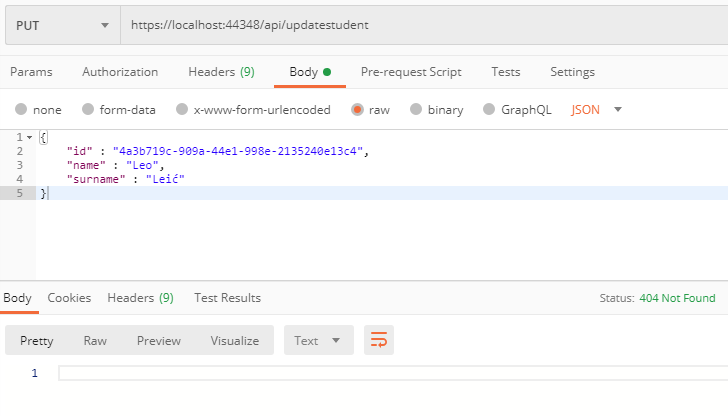 PUT https://localhost:44348/api/updatestudent
Params Authorization Headers (9) Body Pre-request Script Tests Settings
none form-data x-www-form-urlencoded raw binary GraphQL JSON
1 {
2 "id" : "4a3b719c-909a-44e1-998e-2135240e13c4",
3 "name" : "Leo",
4 "surname" : "Leić"
5 }
Body Cookies Headers (9) Test Results Status: 404 Not Found
Pretty Raw Preview Visualize Text
1